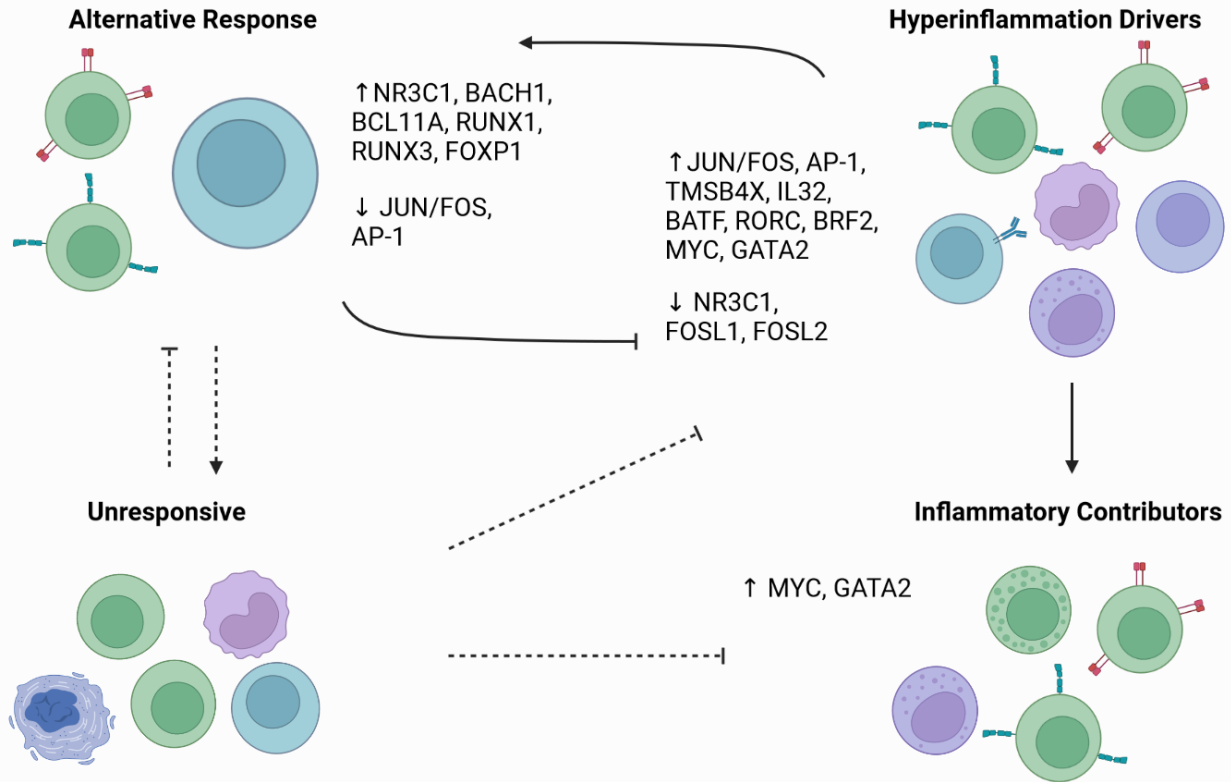 Alternative Response
Hyperinflammation Drivers
↑NR3C1, BACH1,
BCL11A, RUNX1,
RUNX3, FOXP1
↓ JUN/FOS,
AP-1
↑JUN/FOS, AP-1,
TMSB4X, IL32,
BATF, RORC, BRF2,
MYC, GATA2
↓ NR3C1,
FOSL1, FOSL2
Unresponsive
Inflammatory Contributors
↑ MYC, GATA2